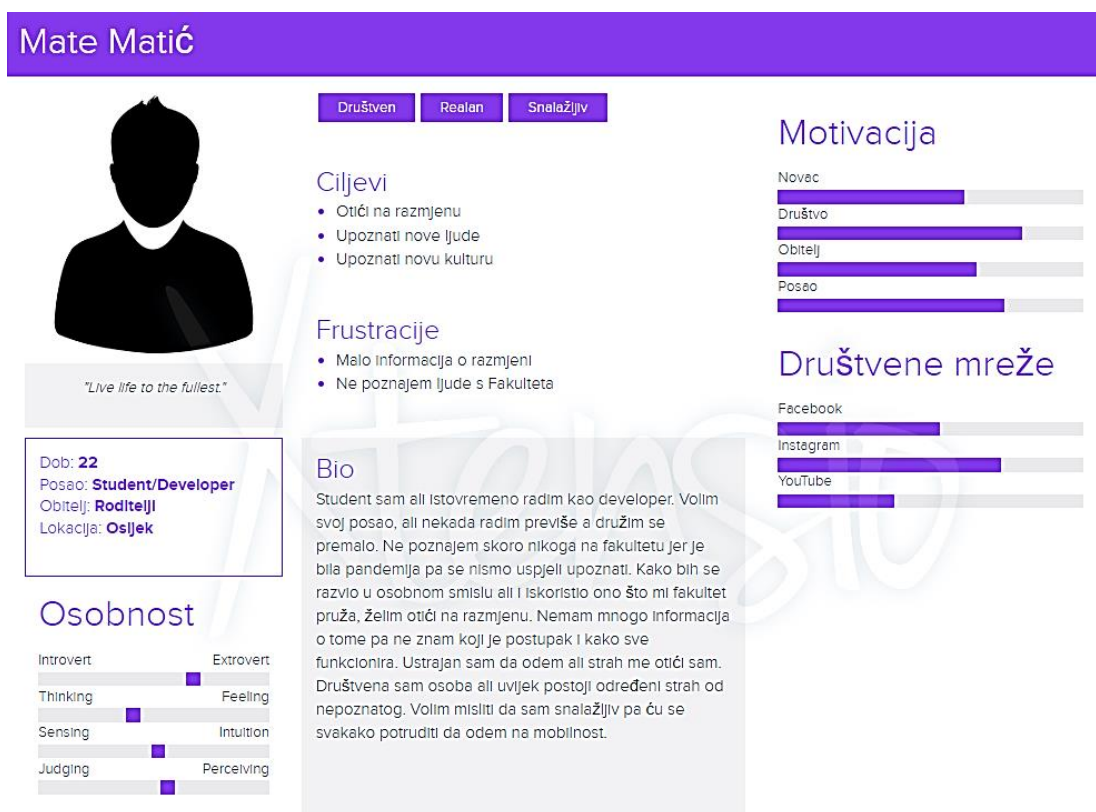 Mate Matić
"Live life to the fullest."
Dob: 22
Posao: Student/Developer
Obitelj: Roditelji
Lokacija: Osijek
Osobnost
Introvert Extrovert
Thinking Feeling
Sensing Intuition
Judging Perceiving
Društven Realan Snalažljiv
Ciljevi
Otići na razmjenu
Upoznati nove ljude
Upoznati novu kulturu
Frustracije
Malo informacija o razmjeni
Ne poznajem ljude s Fakulteta
Bio
Student sam ali istovremeno radim kao developer. Volim
svoj posao, ali nekada radim previše a družim se
premalo. Ne poznajem skoro nikoga na fakultetu jer je
bila pandemija pa se nismo uspjeli upoznati. Kako bih se
razvio u osobnom smislu ali i iskoristio ono što mi fakultet
pruža, želim otići na razmjenu. Nemam mnogo informacija
o tome pa ne znam koji je postupak i kako sve
funkcionira. Ustrajan sam da odem ali strah me otići sam.
Društvena sam osoba ali uvijek postoji određeni strah od
nepoznatog. Volim misliti da sam snalažljiv pa ću se
svakako potruditi da odem na mobilnost.
Motivacija
Novac
Društvo
Obitelj
Posao
Društvene mreže
Facebook
Instagram
YouTube
Xtensio